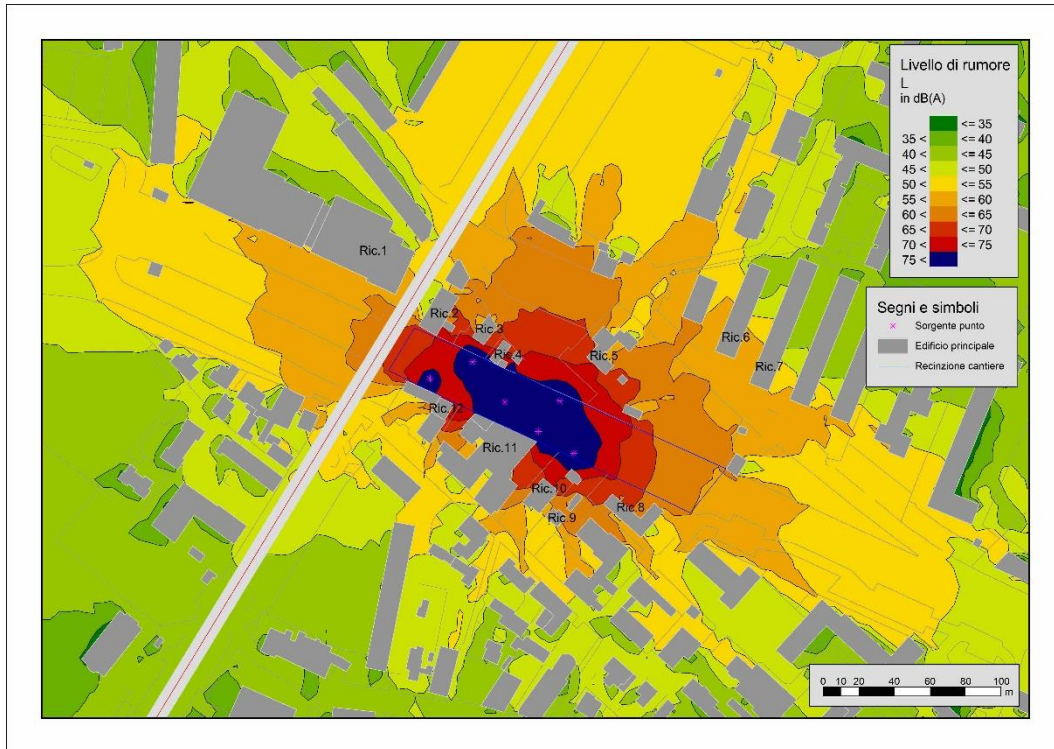 Livello di rumore
L
in dB(A)
<= 35
35 < <= 40
40 < <= 45
45 < <= 50
50 < <= 55
55 < <= 60
60 < <= 65
65 < <= 70
70 < <= 75
75 <
Segni e simboli
Sorgente punto
Edificio principale
Recinzione cantiere
Ric.1
Ric.2
Ric.3
Ric.4
Ric.5
Ric.6
Ric.7
Ric.12
Ric.11
Ric.10
Ric.9
Ric.8
0 10 20 40 60 80 100
m